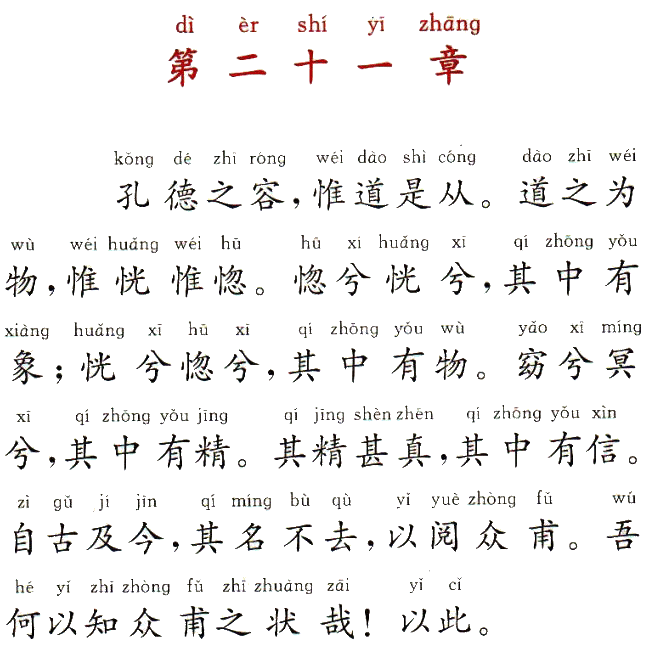 dì èr shí yī zhāng
第二十一章
kǒng dé zhī róng wéi dào shì cóng dào zhī wéi
孔德之容，惟道是从。道之为
wù wéi huǎng wéi hū hū xi huǎng xī qí zhōng yǒu
物，惟恍惟惚。惚兮恍兮，其中有
xiàng huǎng xī hū xi qí zhōng yǒu wù yǎo xī míng
象；恍兮惚兮，其中有物。窈兮冥
xī qí zhōng yǒu jīng qí jīng shèn zhēn qí zhōng yǒu xìn
兮，其中有精。其精甚真，其中有信。
zì gǔ jí jīn qí míng bù qù yǐ yuè zhòng fǔ wú
自古及今，其名不去，以阅众甫。吾
hé yí zhī zhòng fǔ zhī zhuàng zāi yǐ cǐ
何以知众甫之状哉！以此。